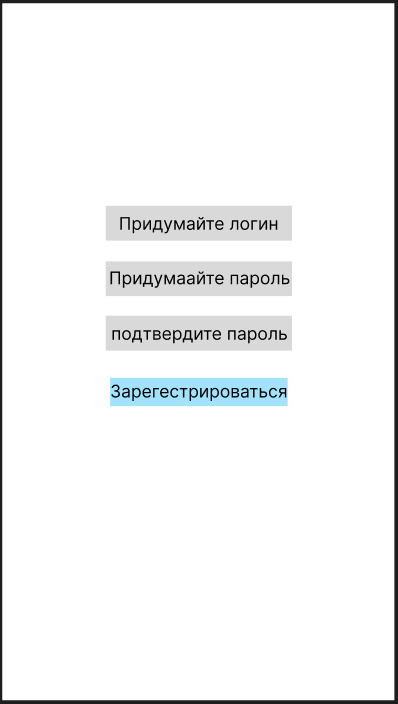 Придумайте логин
Придумаайте пароль
подтвердите пароль
Зарегестрироваться